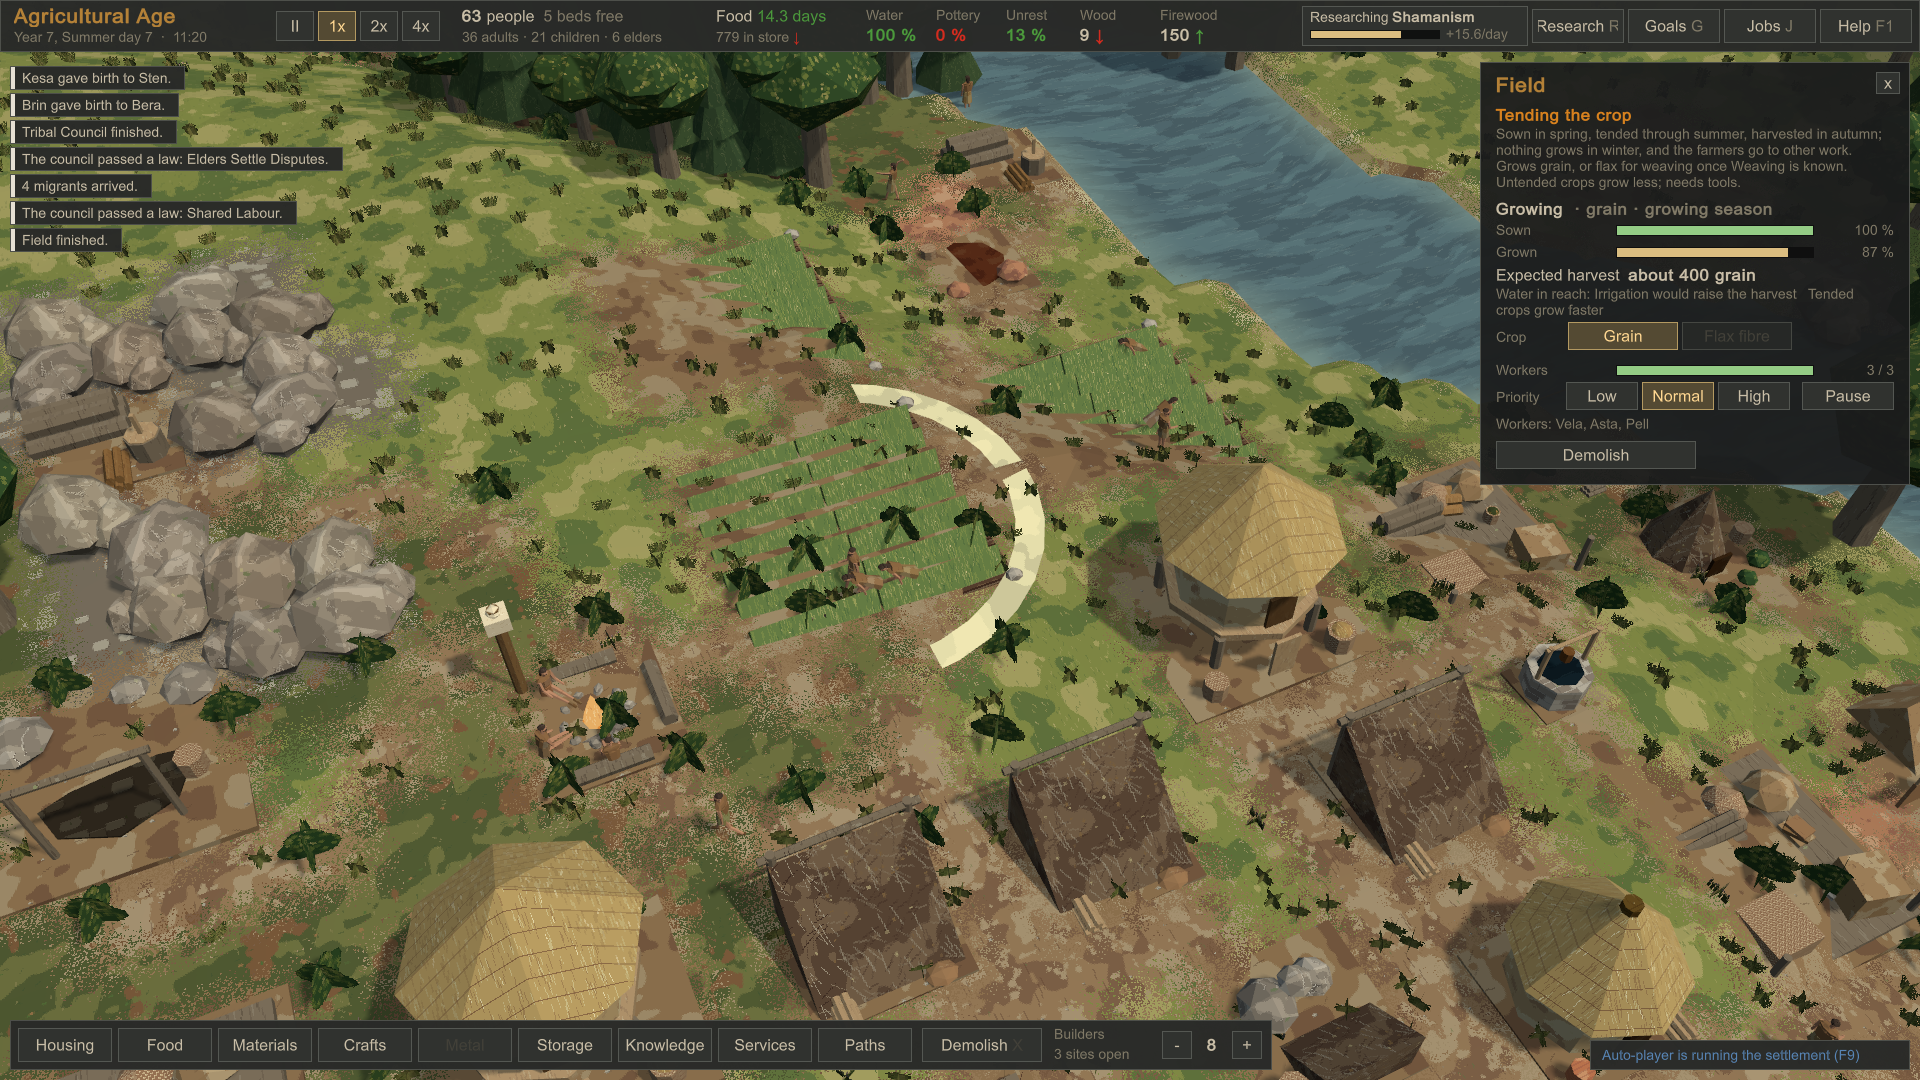 Agricultural Age
Year 7, Summer day 7 · 11:20
II
1x
2x
4x
63 people 5 beds free
36 adults · 21 children · 6 elders
Food 14.3 days
779 in store ↓
Water
100 %
Pottery
0 %
Unrest
13 %
Wood
9 ↓
Firewood
150 ↑
Researching Shamanism
+15.6/day
Research R
Goals G
Jobs J
Help F1
Kesa gave birth to Sten.
Brin gave birth to Bera.
Tribal Council finished.
The council passed a law: Elders Settle Disputes.
4 migrants arrived.
The council passed a law: Shared Labour.
Field finished.
Field
x
Tending the crop
Sown in spring, tended through summer, harvested in autumn;
nothing grows in winter, and the farmers go to other work.
Grows grain, or flax for weaving once Weaving is known.
Untended crops grow less; needs tools.
Growing · grain · growing season
Sown 100 %
Grown 87 %
Expected harvest about 400 grain
Water in reach: Irrigation would raise the harvest Tended
crops grow faster
Crop Grain Flax fibre
Workers 3 / 3
Priority Low Normal High Pause
Workers: Vela, Asta, Pell
Demolish
Housing
Food
Materials
Crafts
Metal
Storage
Knowledge
Services
Paths
Demolish X
Builders
3 sites open
- 8 +
Auto-player is running the settlement (F9)